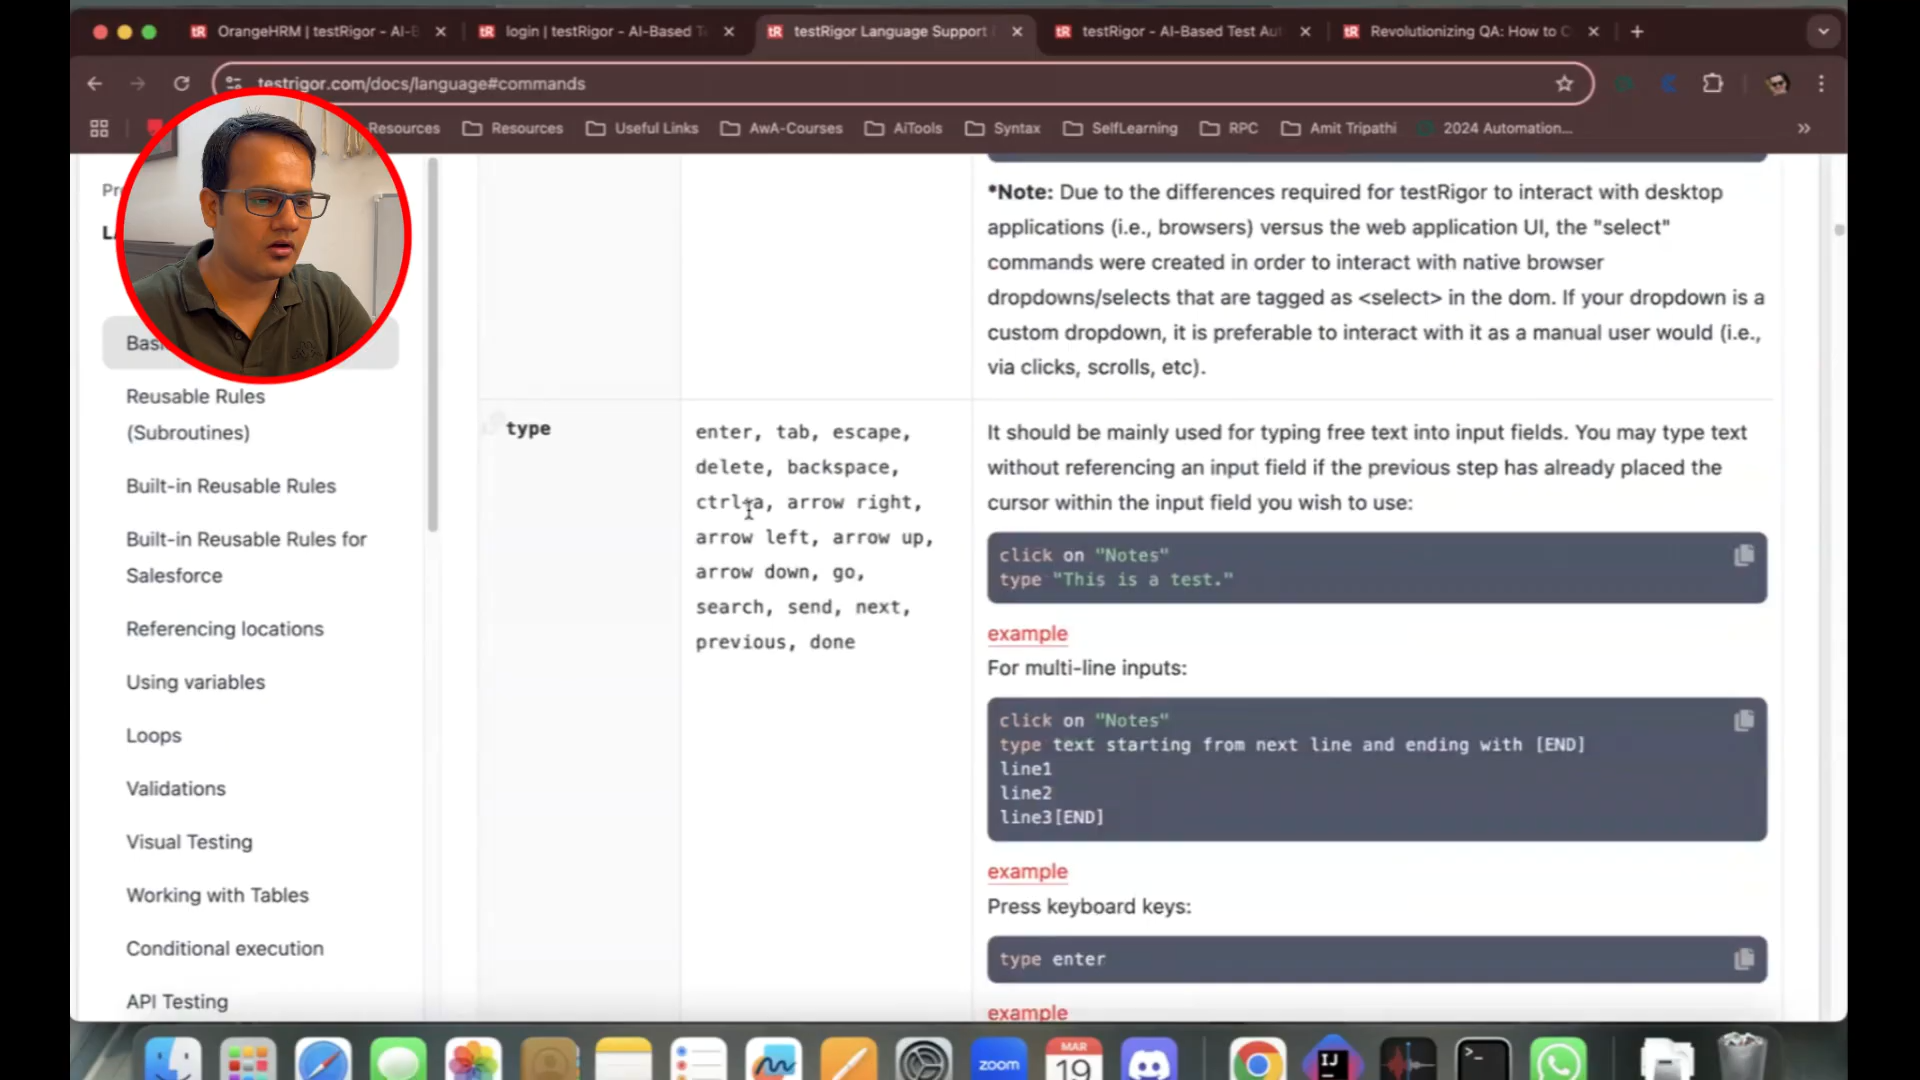 OrangeHRM | testRigor - AI-B
login | testRigor - AI-Based T
testRigor Language Support
testRigor - AI-Based Test Aut
Revolutionizing QA: How to C
testrigor.com/docs/language#commands
Resources
Resources
Useful Links
AwA-Courses
AiTools
Syntax
SelfLearning
RPC
Amit Tripathi
2024 Automation...
Reusable Rules
(Subroutines)
Built-in Reusable Rules
Built-in Reusable Rules for
Salesforce
Referencing locations
Using variables
Loops
Validations
Visual Testing
Working with Tables
Conditional execution
API Testing
type
enter, tab, escape,
delete, backspace,
ctrl+a, arrow right,
arrow left, arrow up,
arrow down, go,
search, send, next,
previous, done
*Note: Due to the differences required for testRigor to interact with desktop
applications (i.e., browsers) versus the web application UI, the "select"
commands were created in order to interact with native browser
dropdowns/selects that are tagged as <select> in the dom. If your dropdown is a
custom dropdown, it is preferable to interact with it as a manual user would (i.e.,
via clicks, scrolls, etc).
It should be mainly used for typing free text into input fields. You may type text
without referencing an input field if the previous step has already placed the
cursor within the input field you wish to use:
click on "Notes"
type "This is a test."
example
For multi-line inputs:
click on "Notes"
type text starting from next line and ending with [END]
line1
line2
line3[END]
example
Press keyboard keys:
type enter
example
zoom
MAR
19
IJ